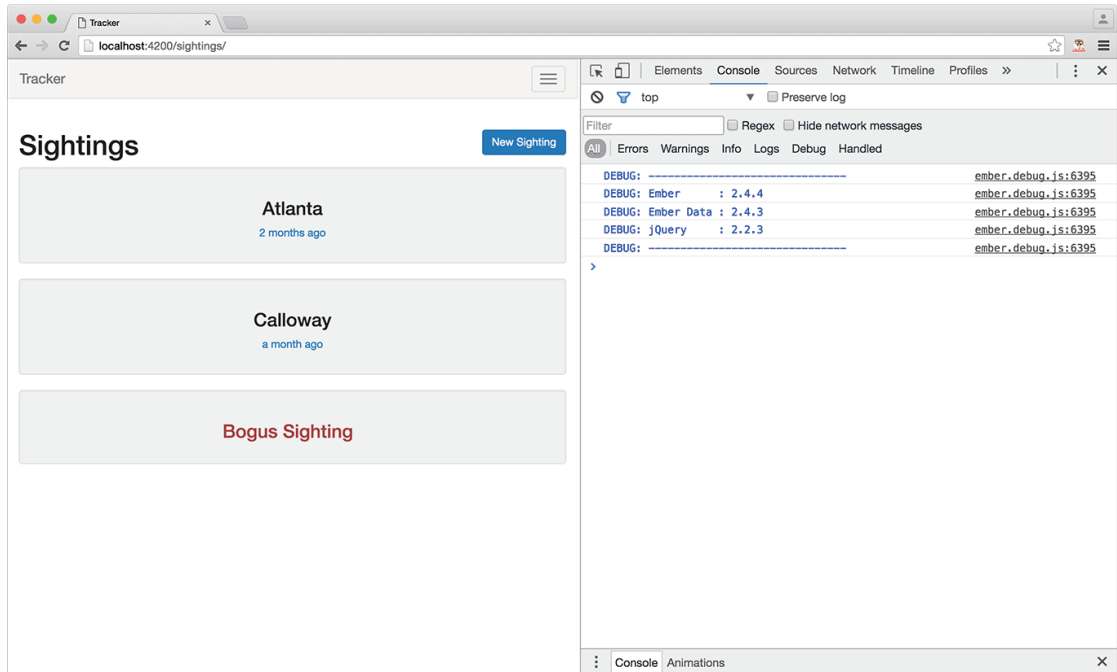 Tracker
localhost:4200/sightings/
Tracker
Sightings
New Sighting
Atlanta
2 months ago
Calloway
a month ago
Bogus Sighting
Elements Console Sources Network Timeline Profiles »
top ▼ Preserve log
Filter Regex Hide network messages
All Errors Warnings Info Logs Debug Handled
DEBUG: ------------------------------- ember.debug.js:6395
DEBUG: Ember : 2.4.4 ember.debug.js:6395
DEBUG: Ember Data : 2.4.3 ember.debug.js:6395
DEBUG: jQuery : 2.2.3 ember.debug.js:6395
DEBUG: ------------------------------- ember.debug.js:6395
>
Console Animations